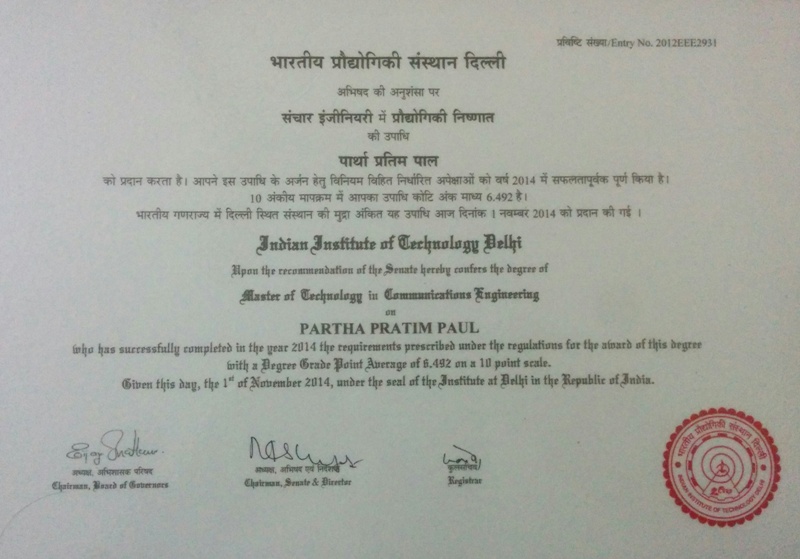 प्रविष्टि संख्या/Entry No. 2012EEE2931
भारतीय प्रौद्योगिकी संस्थान दिल्ली
अभिषद की अनुशंसा पर
संचार इंजीनियरी में प्रौद्योगिकी निष्णात
की उपाधि
पार्था प्रतिम पाल
को प्रदान करता है। आपने इस उपाधि के अर्जन हेतु विनियम विहित निर्धारित अपेक्षाओं को वर्ष 2014 में सफलतापूर्वक पूर्ण किया है।
10 अंकीय मापक्रम में आपका उपाधि कोटि अंक माध्य 6.492 है।
भारतीय गणराज्य में दिल्ली स्थित संस्थान की मुद्रा अंकित यह उपाधि आज दिनांक 1 नवम्बर 2014 को प्रदान की गई ।
Indian Institute of Technology Delhi
Upon the recommendation of the Senate hereby confers the degree of
Master of Technology in Communications Engineering
on
PARTHA PRATIM PAUL
who has successfully completed in the year 2014 the requirements prescribed under the regulations for the award of this degree
with a Degree Grade Point Average of 6.492 on a 10 point scale.
Given this day, the 1st of November 2014, under the seal of the Institute at Delhi in the Republic of India.
अध्यक्ष, अभिशासक परिषद
अध्यक्ष, अभिषद एवं निदेशक
कुलसचिव
Chairman, Board of Governors
Chairman, Senate & Director
Registrar
भारतीय प्रौद्योगिकी संस्थान दिल्ली
INDIAN INSTITUTE OF TECHNOLOGY DELHI